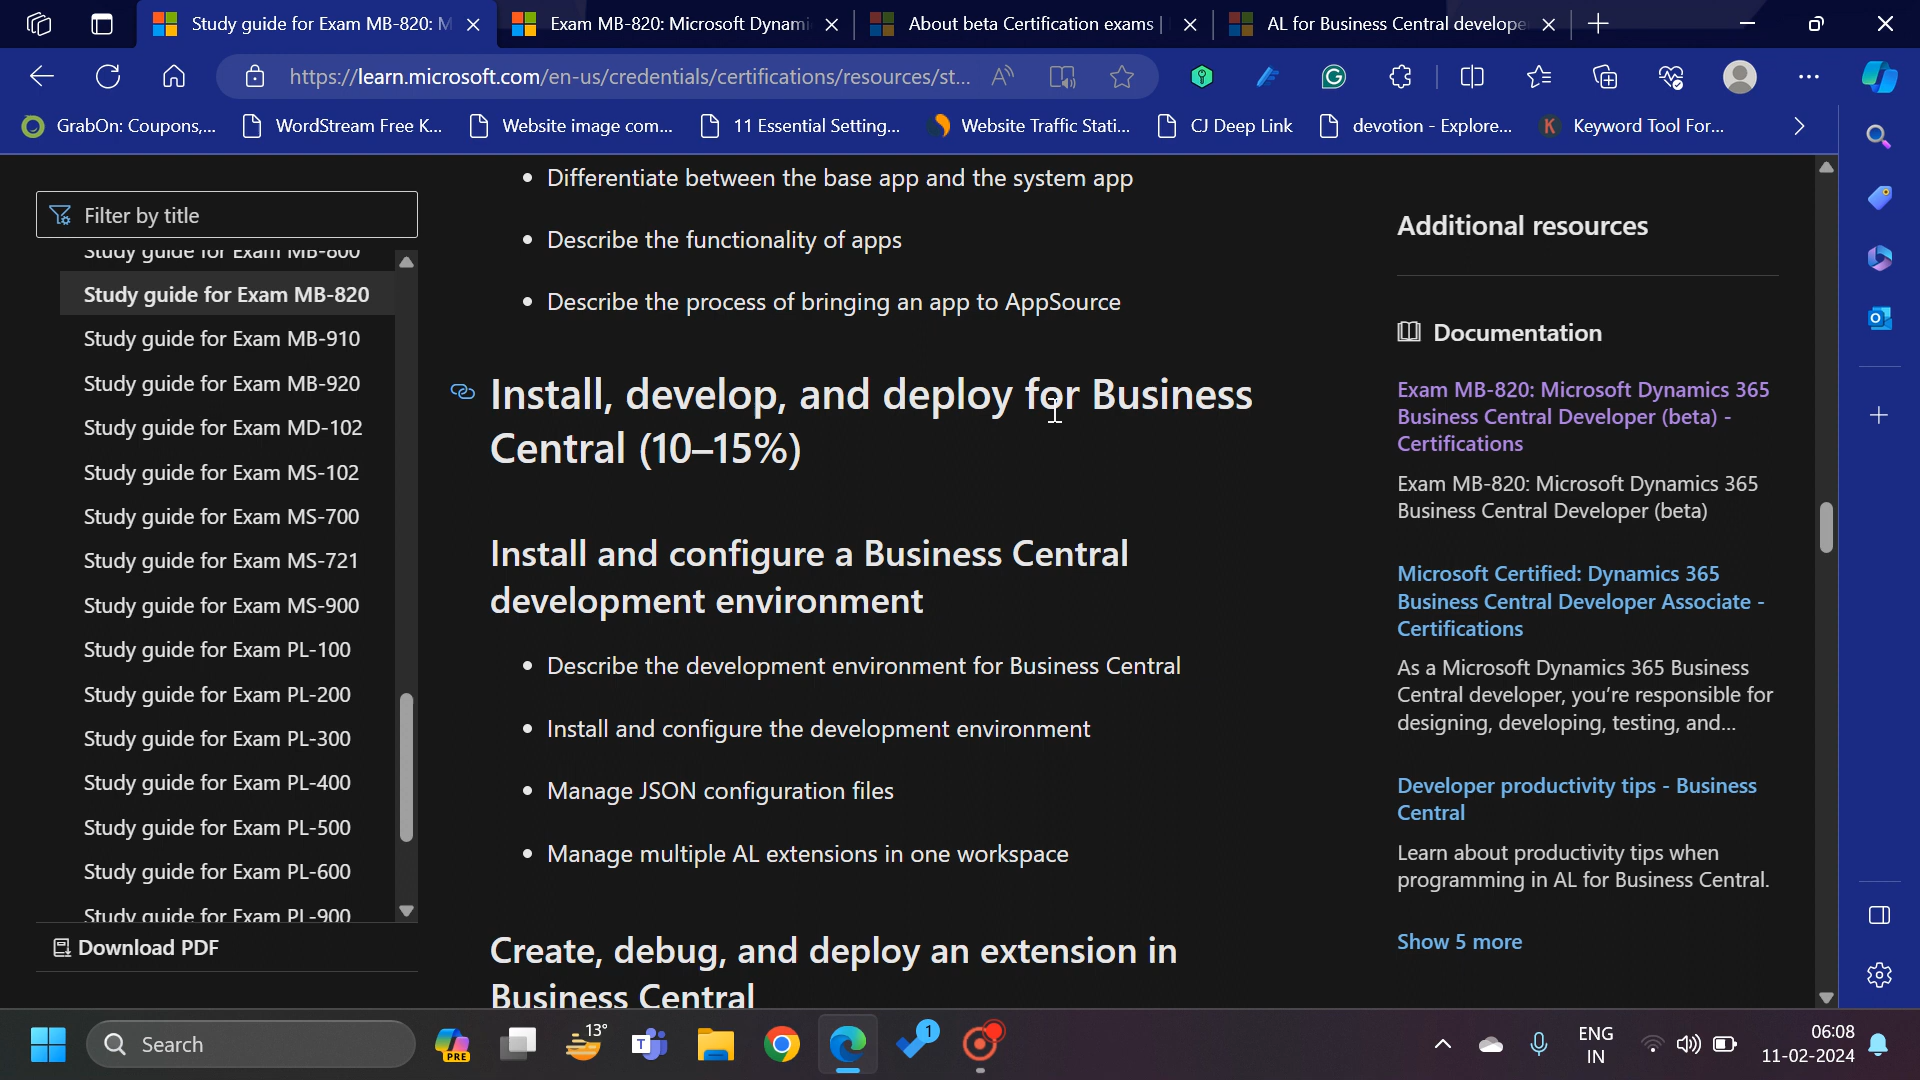 Study guide for Exam MB-820: M
Exam MB-820: Microsoft Dynami
About beta Certification exams |
AL for Business Central develope
https://learn.microsoft.com/en-us/credentials/certifications/resources/st...
GrabOn: Coupons,...
WordStream Free K...
Website image com...
11 Essential Setting...
Website Traffic Stati...
CJ Deep Link
devotion - Explore...
Keyword Tool For...
Filter by title
Study guide for Exam MB-800
Study guide for Exam MB-820
Study guide for Exam MB-910
Study guide for Exam MB-920
Study guide for Exam MD-102
Study guide for Exam MS-102
Study guide for Exam MS-700
Study guide for Exam MS-721
Study guide for Exam MS-900
Study guide for Exam PL-100
Study guide for Exam PL-200
Study guide for Exam PL-300
Study guide for Exam PL-400
Study guide for Exam PL-500
Study guide for Exam PL-600
Study guide for Exam PL-900
Download PDF
• Differentiate between the base app and the system app
• Describe the functionality of apps
• Describe the process of bringing an app to AppSource
Install, develop, and deploy for Business
Central (10–15%)
Install and configure a Business Central
development environment
• Describe the development environment for Business Central
• Install and configure the development environment
• Manage JSON configuration files
• Manage multiple AL extensions in one workspace
Create, debug, and deploy an extension in
Business Central
Additional resources
Documentation
Exam MB-820: Microsoft Dynamics 365
Business Central Developer (beta) -
Certifications
Exam MB-820: Microsoft Dynamics 365
Business Central Developer (beta)
Microsoft Certified: Dynamics 365
Business Central Developer Associate -
Certifications
As a Microsoft Dynamics 365 Business
Central developer, you're responsible for
designing, developing, testing, and...
Developer productivity tips - Business
Central
Learn about productivity tips when
programming in AL for Business Central.
Show 5 more
Search
PRE
13°
1
ENG
IN
06:08
11-02-2024